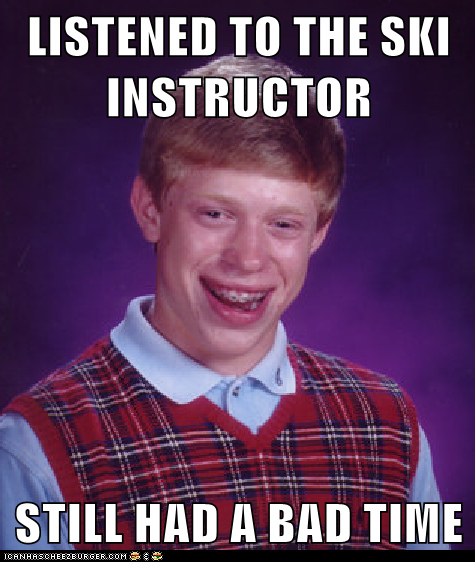 LISTENED TO THE SKI
INSTRUCTOR
STILL HAD A BAD TIME
ICANHASCHEEZBURGER.COM